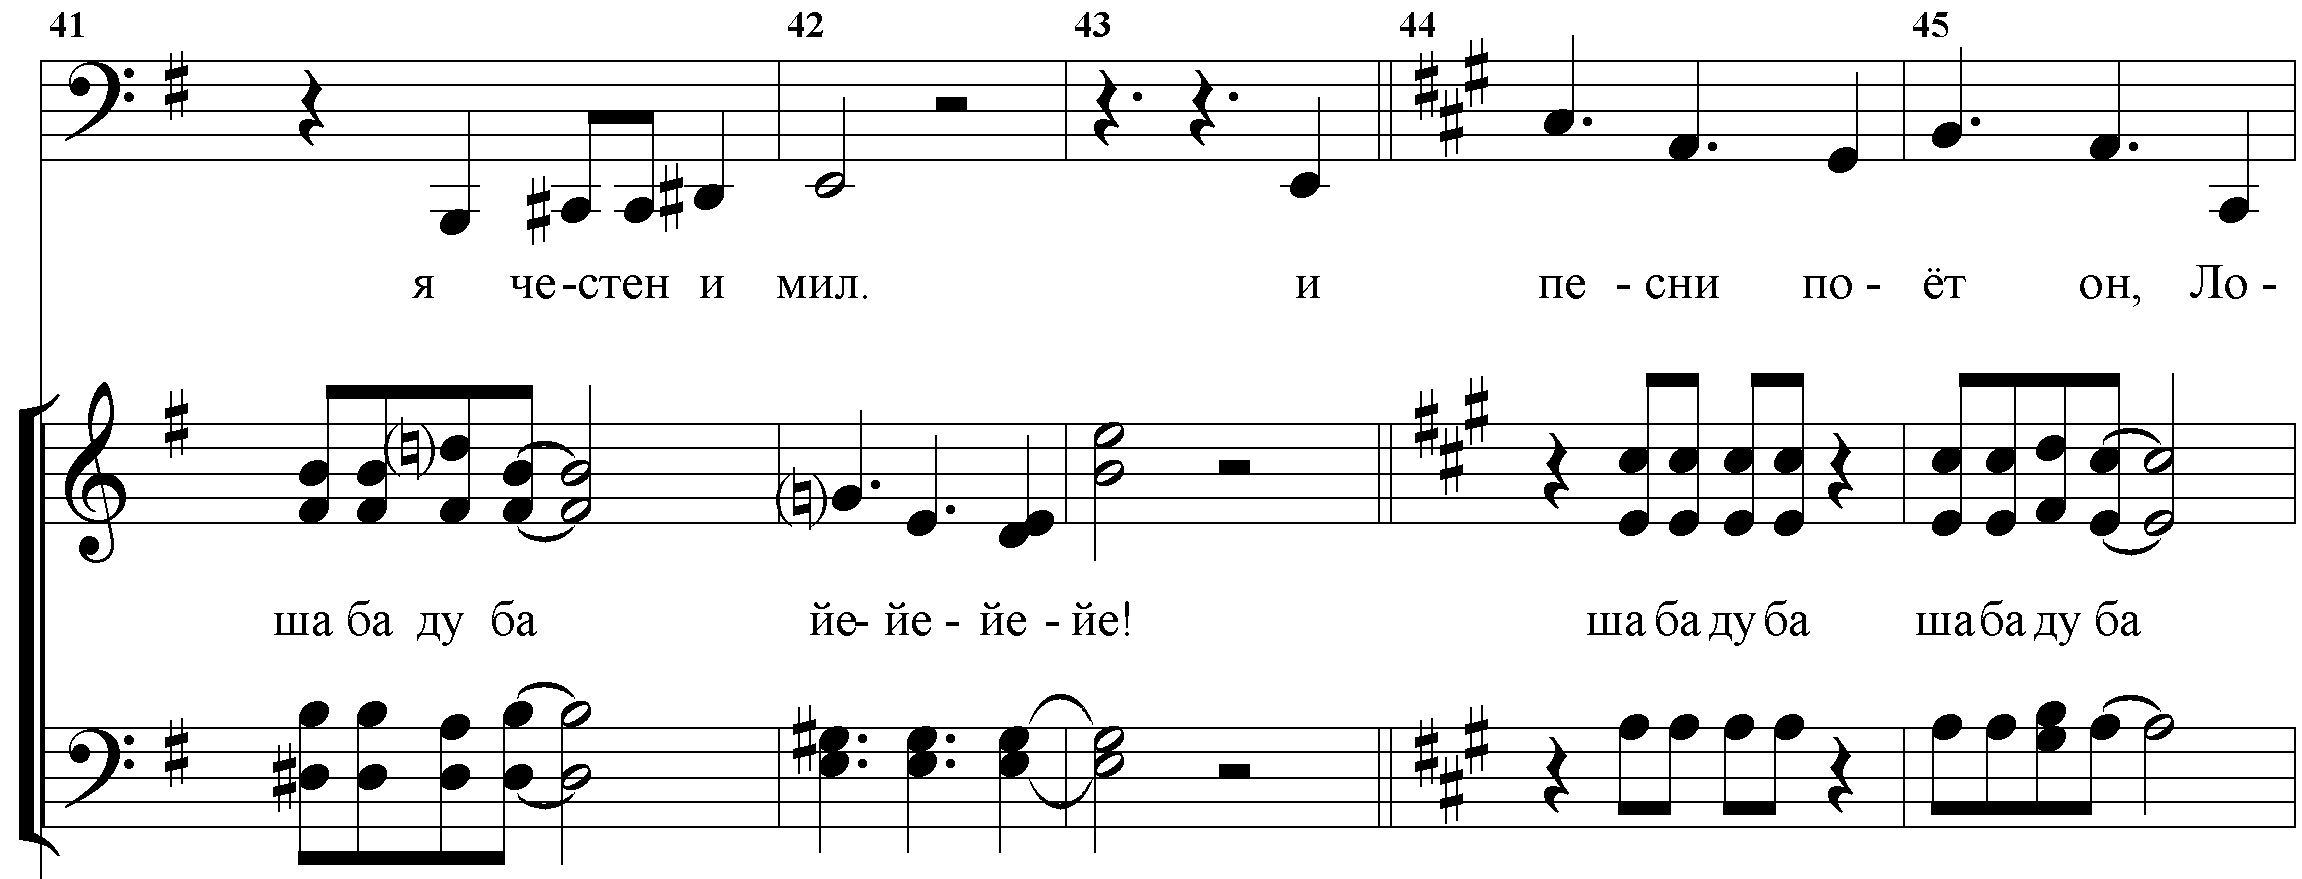 41 42 43 44 45
я че-стен и мил. и пе - сни по - ёт он, Ло -
ша ба ду ба йе- йе - йе - йе! ша ба ду ба ша ба ду ба